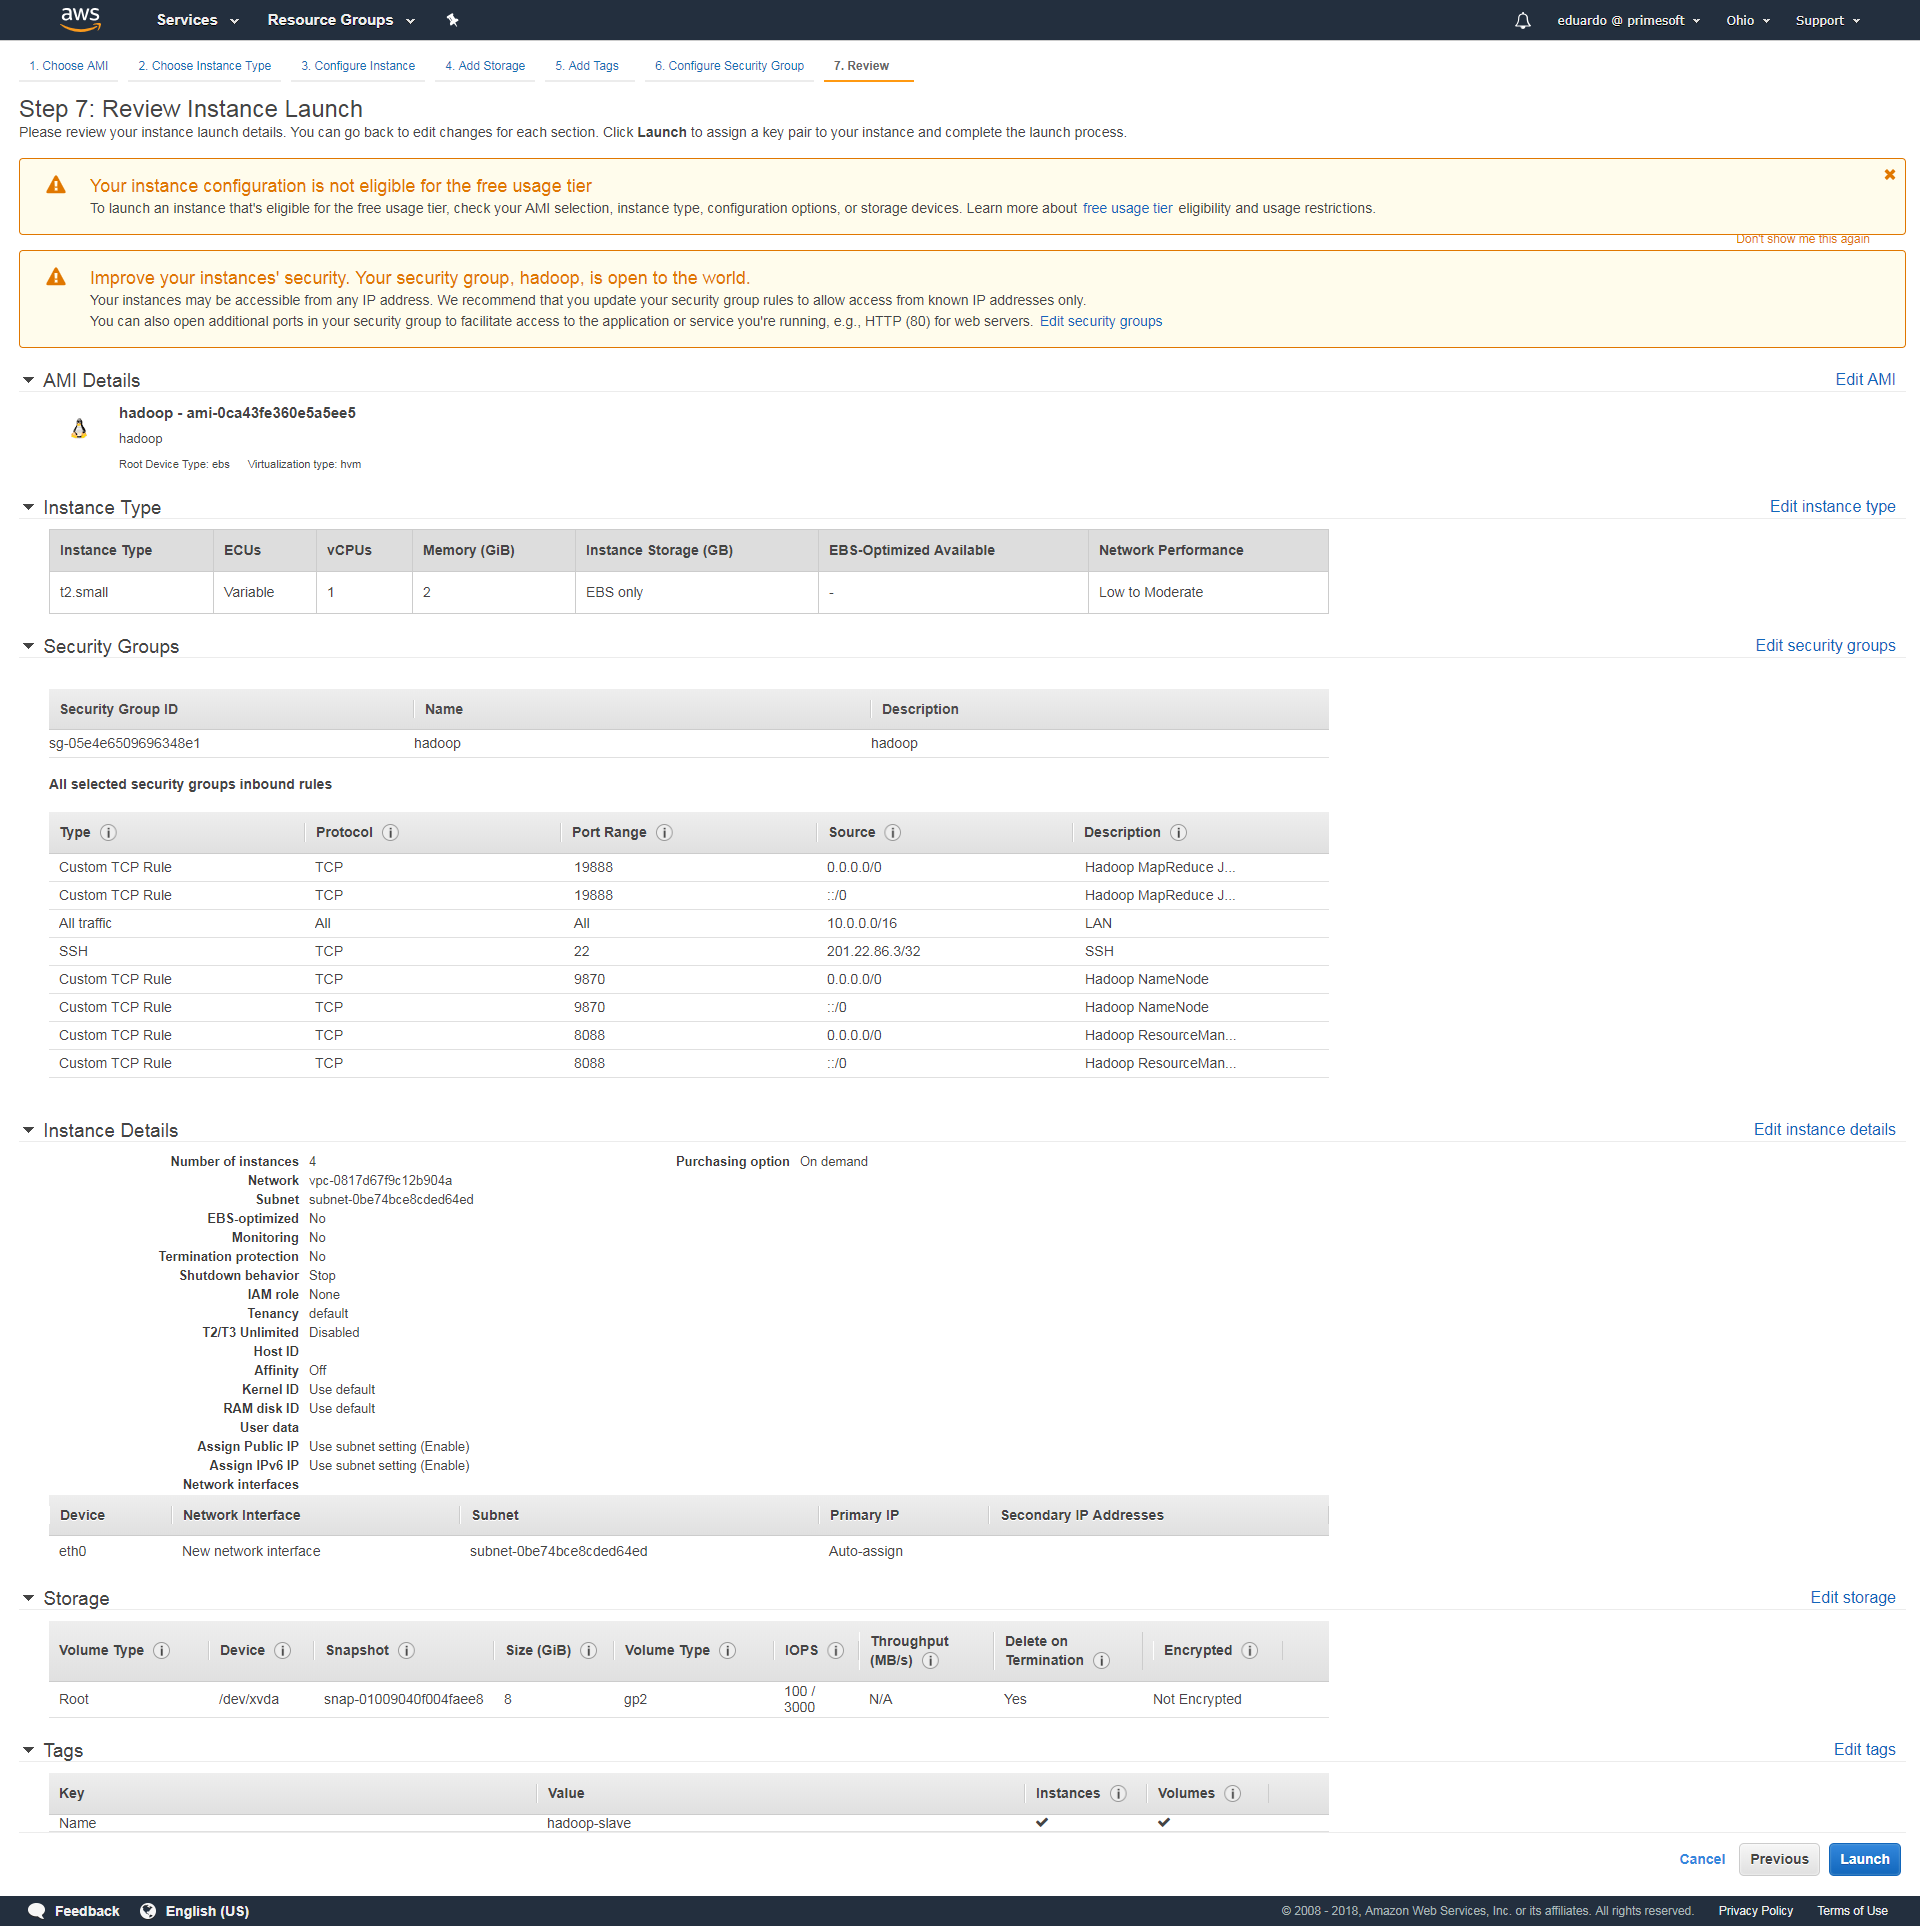 aws Services Resource Groups eduardo @ primesoft Ohio Support
1. Choose AMI 2. Choose Instance Type 3. Configure Instance 4. Add Storage 5. Add Tags 6. Configure Security Group 7. Review
Step 7: Review Instance Launch
Please review your instance launch details. You can go back to edit changes for each section. Click Launch to assign a key pair to your instance and complete the launch process.
Your instance configuration is not eligible for the free usage tier
To launch an instance that's eligible for the free usage tier, check your AMI selection, instance type, configuration options, or storage devices. Learn more about free usage tier eligibility and usage restrictions.
Don't show me this again
Improve your instances' security. Your security group, hadoop, is open to the world.
Your instances may be accessible from any IP address. We recommend that you update your security group rules to allow access from known IP addresses only.
You can also open additional ports in your security group to facilitate access to the application or service you're running, e.g., HTTP (80) for web servers. Edit security groups
AMI Details Edit AMI
hadoop - ami-0ca43fe360e5a5ee5
hadoop
Root Device Type: ebs Virtualization type: hvm
Instance Type Edit instance type
Instance Type ECUs vCPUs Memory (GiB) Instance Storage (GB) EBS-Optimized Available Network Performance
t2.small Variable 1 2 EBS only - Low to Moderate
Security Groups Edit security groups
Security Group ID Name Description
sg-05e4e6509696348e1 hadoop hadoop
All selected security groups inbound rules
Type Protocol Port Range Source Description
Custom TCP Rule TCP 19888 0.0.0.0/0 Hadoop MapReduce J...
Custom TCP Rule TCP 19888 ::/0 Hadoop MapReduce J...
All traffic All All 10.0.0.0/16 LAN
SSH TCP 22 201.22.86.3/32 SSH
Custom TCP Rule TCP 9870 0.0.0.0/0 Hadoop NameNode
Custom TCP Rule TCP 9870 ::/0 Hadoop NameNode
Custom TCP Rule TCP 8088 0.0.0.0/0 Hadoop ResourceMan...
Custom TCP Rule TCP 8088 ::/0 Hadoop ResourceMan...
Instance Details Edit instance details
Number of instances 4 Purchasing option On demand
Network vpc-0817d67f9c12b904a
Subnet subnet-0be74bce8cded64ed
EBS-optimized No
Monitoring No
Termination protection No
Shutdown behavior Stop
IAM role None
Tenancy default
T2/T3 Unlimited Disabled
Host ID
Affinity Off
Kernel ID Use default
RAM disk ID Use default
User data
Assign Public IP Use subnet setting (Enable)
Assign IPv6 IP Use subnet setting (Enable)
Network interfaces
Device Network Interface Subnet Primary IP Secondary IP Addresses
eth0 New network interface subnet-0be74bce8cded64ed Auto-assign
Storage Edit storage
Volume Type Device Snapshot Size (GiB) Volume Type IOPS Throughput (MB/s) Delete on Termination Encrypted
Root /dev/xvda snap-01009040f004faee8 8 gp2 100 / 3000 N/A Yes Not Encrypted
Tags Edit tags
Key Value Instances Volumes
Name hadoop-slave
Cancel Previous Launch
Feedback English (US) © 2008 - 2018, Amazon Web Services, Inc. or its affiliates. All rights reserved. Privacy Policy Terms of Use